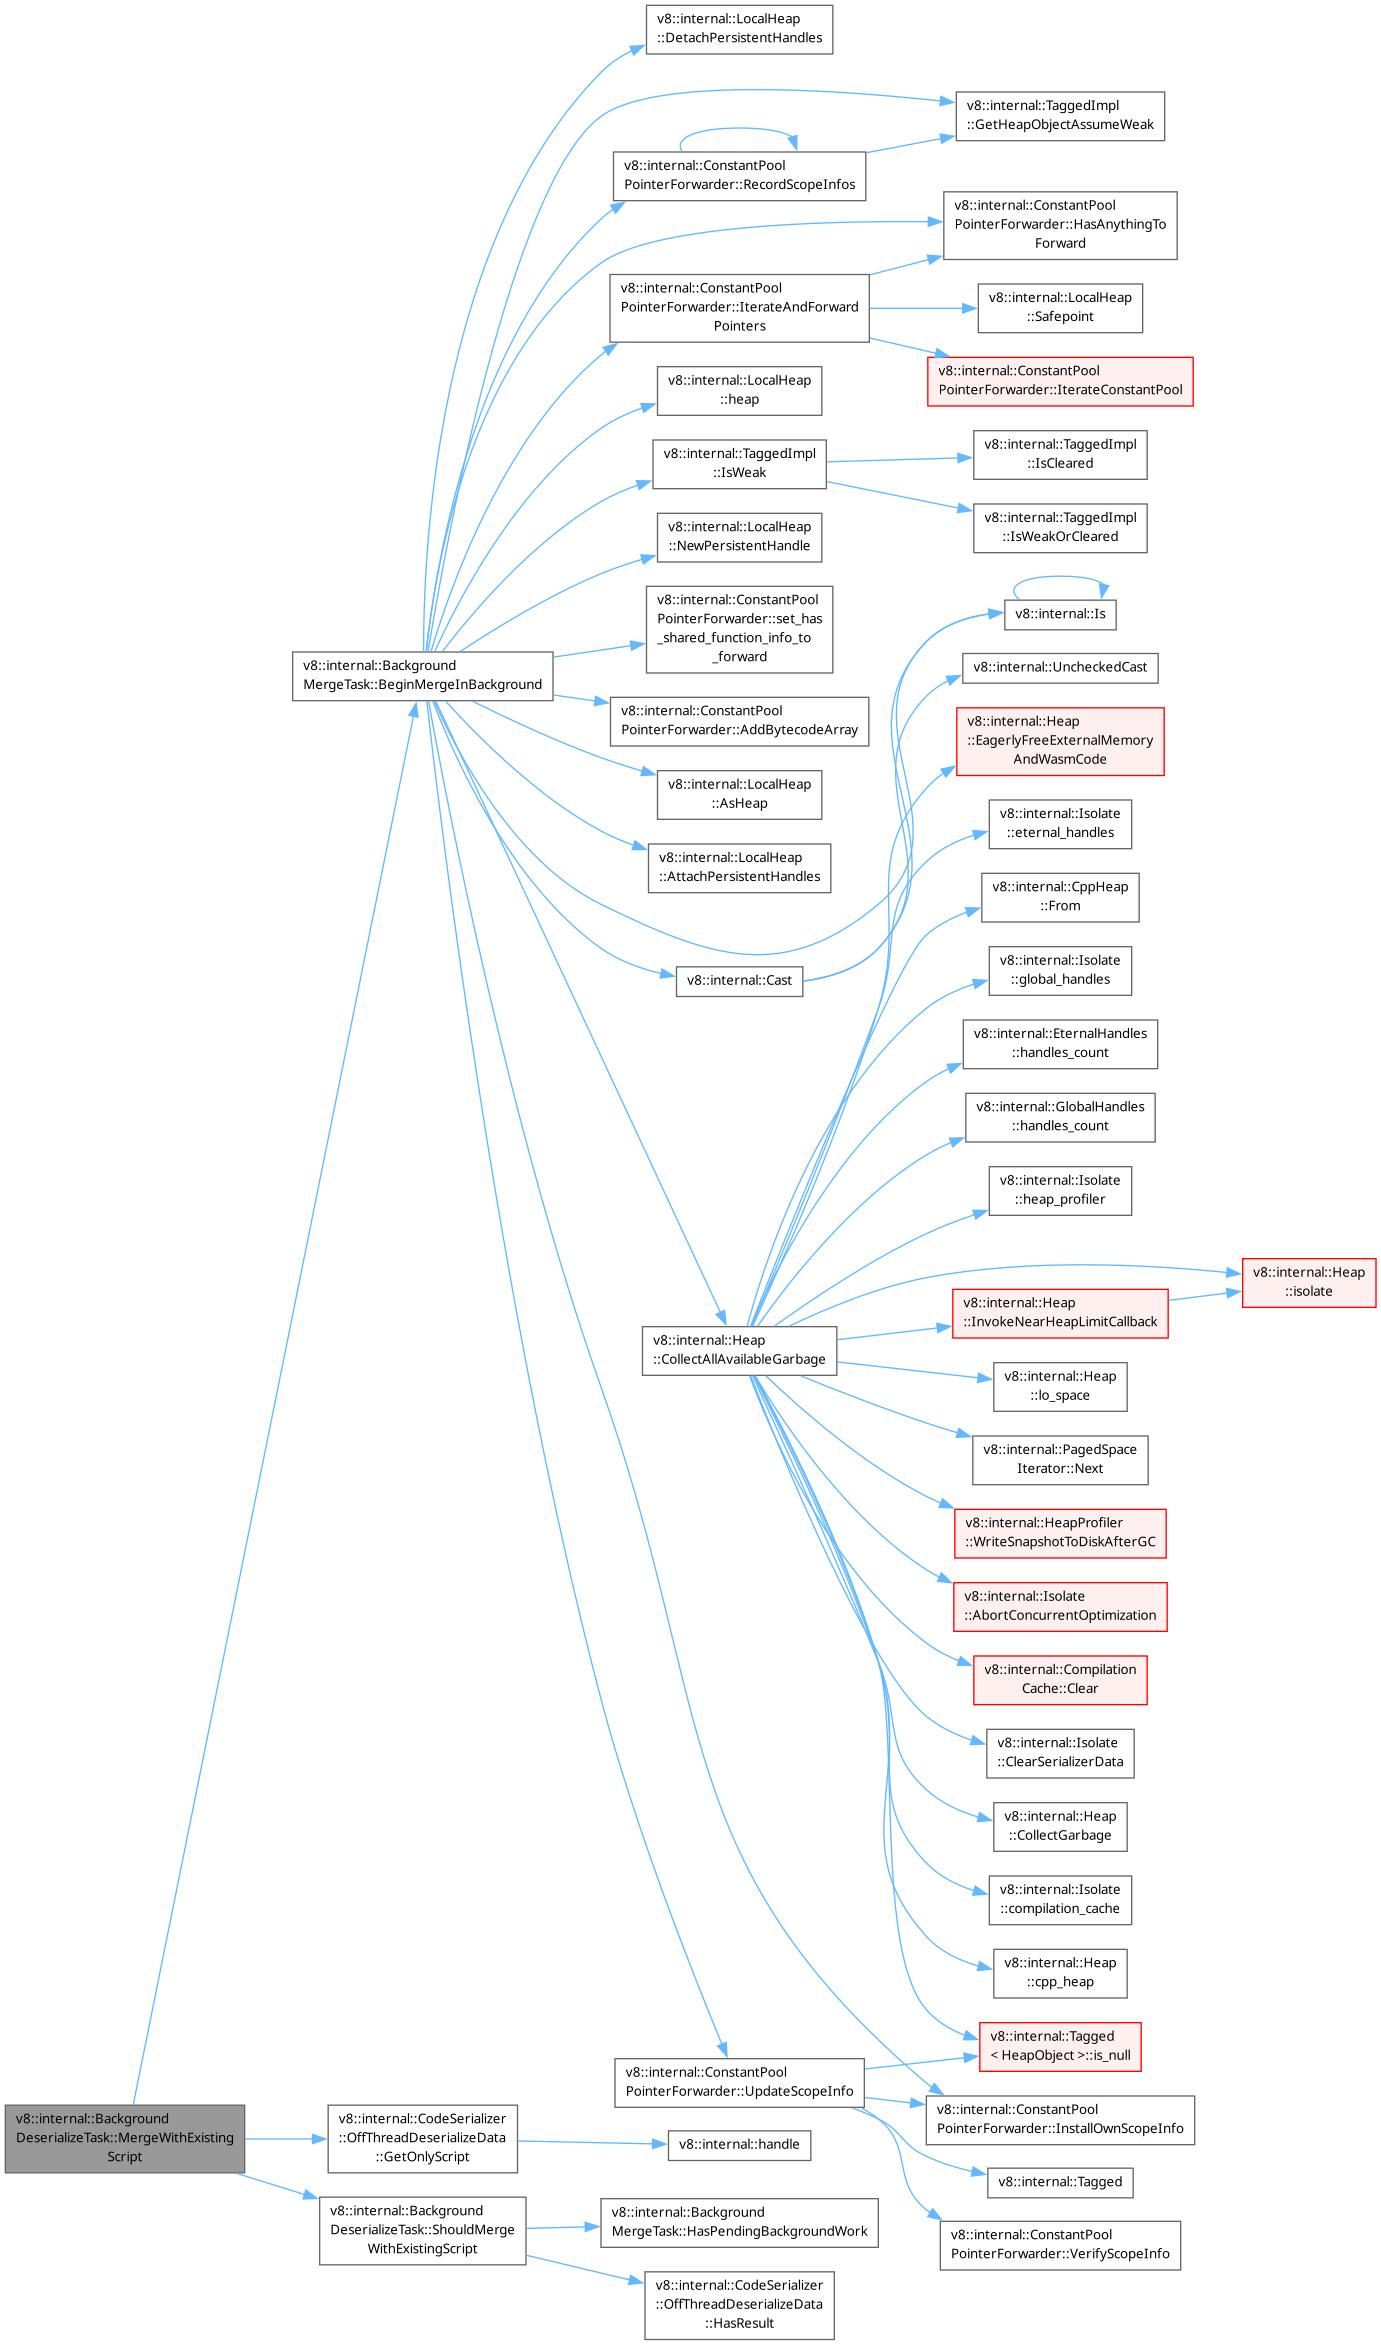 v8::internal::LocalHeap
::DetachPersistentHandles
v8::internal::TaggedImpl
::GetHeapObjectAssumeWeak
v8::internal::ConstantPool
PointerForwarder::RecordScopeInfos
v8::internal::ConstantPool
PointerForwarder::HasAnythingTo
Forward
v8::internal::ConstantPool
PointerForwarder::IterateAndForward
Pointers
v8::internal::LocalHeap
::Safepoint
v8::internal::ConstantPool
PointerForwarder::IterateConstantPool
v8::internal::LocalHeap
::heap
v8::internal::TaggedImpl
::IsWeak
v8::internal::TaggedImpl
::IsCleared
v8::internal::TaggedImpl
::IsWeakOrCleared
v8::internal::LocalHeap
::NewPersistentHandle
v8::internal::ConstantPool
PointerForwarder::set_has
_shared_function_info_to
_forward
v8::internal::Is
v8::internal::UncheckedCast
v8::internal::Background
MergeTask::BeginMergeInBackground
v8::internal::ConstantPool
PointerForwarder::AddBytecodeArray
v8::internal::Heap
::EagerlyFreeExternalMemory
AndWasmCode
v8::internal::LocalHeap
::AsHeap
v8::internal::Isolate
::eternal_handles
v8::internal::LocalHeap
::AttachPersistentHandles
v8::internal::CppHeap
::From
v8::internal::Cast
v8::internal::Isolate
::global_handles
v8::internal::EternalHandles
::handles_count
v8::internal::GlobalHandles
::handles_count
v8::internal::Isolate
::heap_profiler
v8::internal::Heap
::isolate
v8::internal::Heap
::InvokeNearHeapLimitCallback
v8::internal::Heap
::CollectAllAvailableGarbage
v8::internal::Heap
::lo_space
v8::internal::PagedSpace
Iterator::Next
v8::internal::HeapProfiler
::WriteSnapshotToDiskAfterGC
v8::internal::Isolate
::AbortConcurrentOptimization
v8::internal::Compilation
Cache::Clear
v8::internal::Isolate
::ClearSerializerData
v8::internal::Heap
::CollectGarbage
v8::internal::Isolate
::compilation_cache
v8::internal::Heap
::cpp_heap
v8::internal::Tagged
< HeapObject >::is_null
v8::internal::ConstantPool
PointerForwarder::UpdateScopeInfo
v8::internal::ConstantPool
PointerForwarder::InstallOwnScopeInfo
v8::internal::Background
DeserializeTask::MergeWithExisting
Script
v8::internal::CodeSerializer
::OffThreadDeserializeData
::GetOnlyScript
v8::internal::handle
v8::internal::Tagged
v8::internal::Background
DeserializeTask::ShouldMerge
WithExistingScript
v8::internal::Background
MergeTask::HasPendingBackgroundWork
v8::internal::ConstantPool
PointerForwarder::VerifyScopeInfo
v8::internal::CodeSerializer
::OffThreadDeserializeData
::HasResult